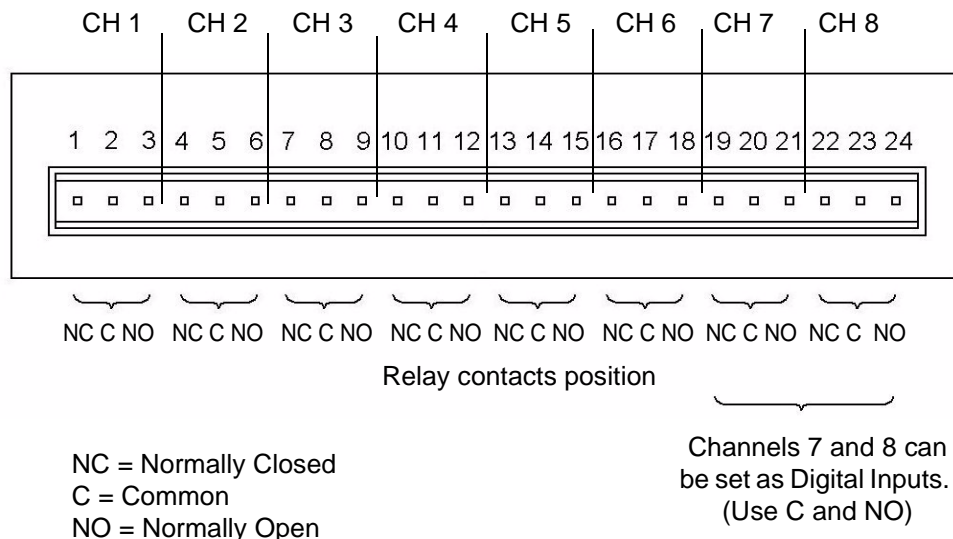 CH 1 CH 2 CH 3 CH 4 CH 5 CH 6 CH 7 CH 8
1 2 3 4 5 6 7 8 9 10 11 12 13 14 15 16 17 18 19 20 21 22 23 24
NC C NO NC C NO NC C NO NC C NO NC C NO NC C NO NC C NO NC C NO
Relay contacts position
NC = Normally Closed
C = Common
NO = Normally Open
Channels 7 and 8 can
be set as Digital Inputs.
(Use C and NO)